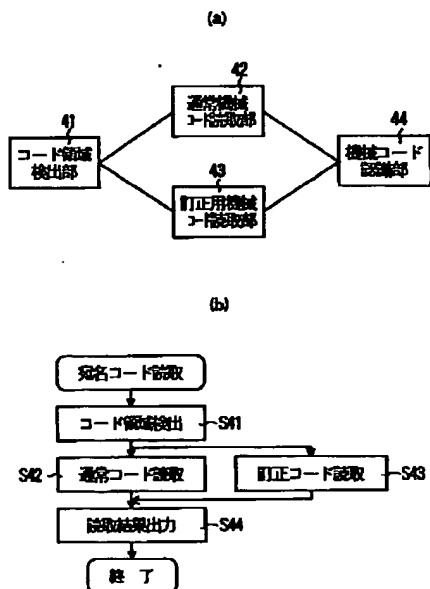 (a)
42
通常機械
コード読取部
41
コード領域
検出部
44
機械コード
認識部
43
訂正用機械
コード読取部
(b)
宛名コード読取
コード領域検出
S41
S42
通常コード読取
訂正コード読取
S43
読取結果出力
S44
終了